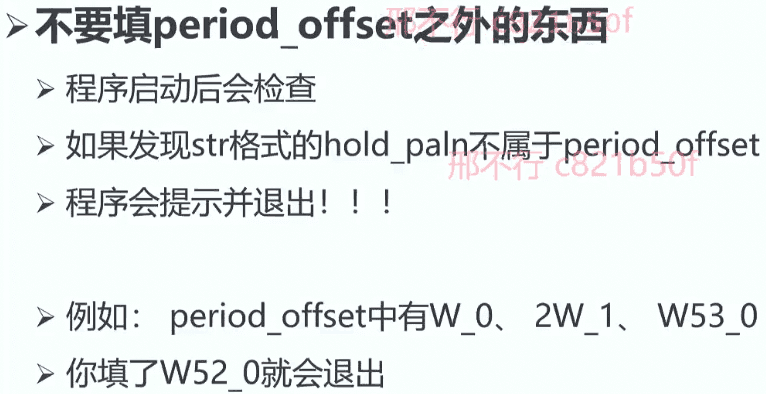 ➢不要填period_offset之外的东西
邢不行 c821b50f
➢ 程序启动后会检查
➢ 如果发现str格式的hold_paln不属于period_offset
邢不行 c821b50f
➢ 程序会提示并退出！！！
➢ 例如： period_offset中有W_0、 2W_1、 W53_0
➢ 你填了W52_0就会退出